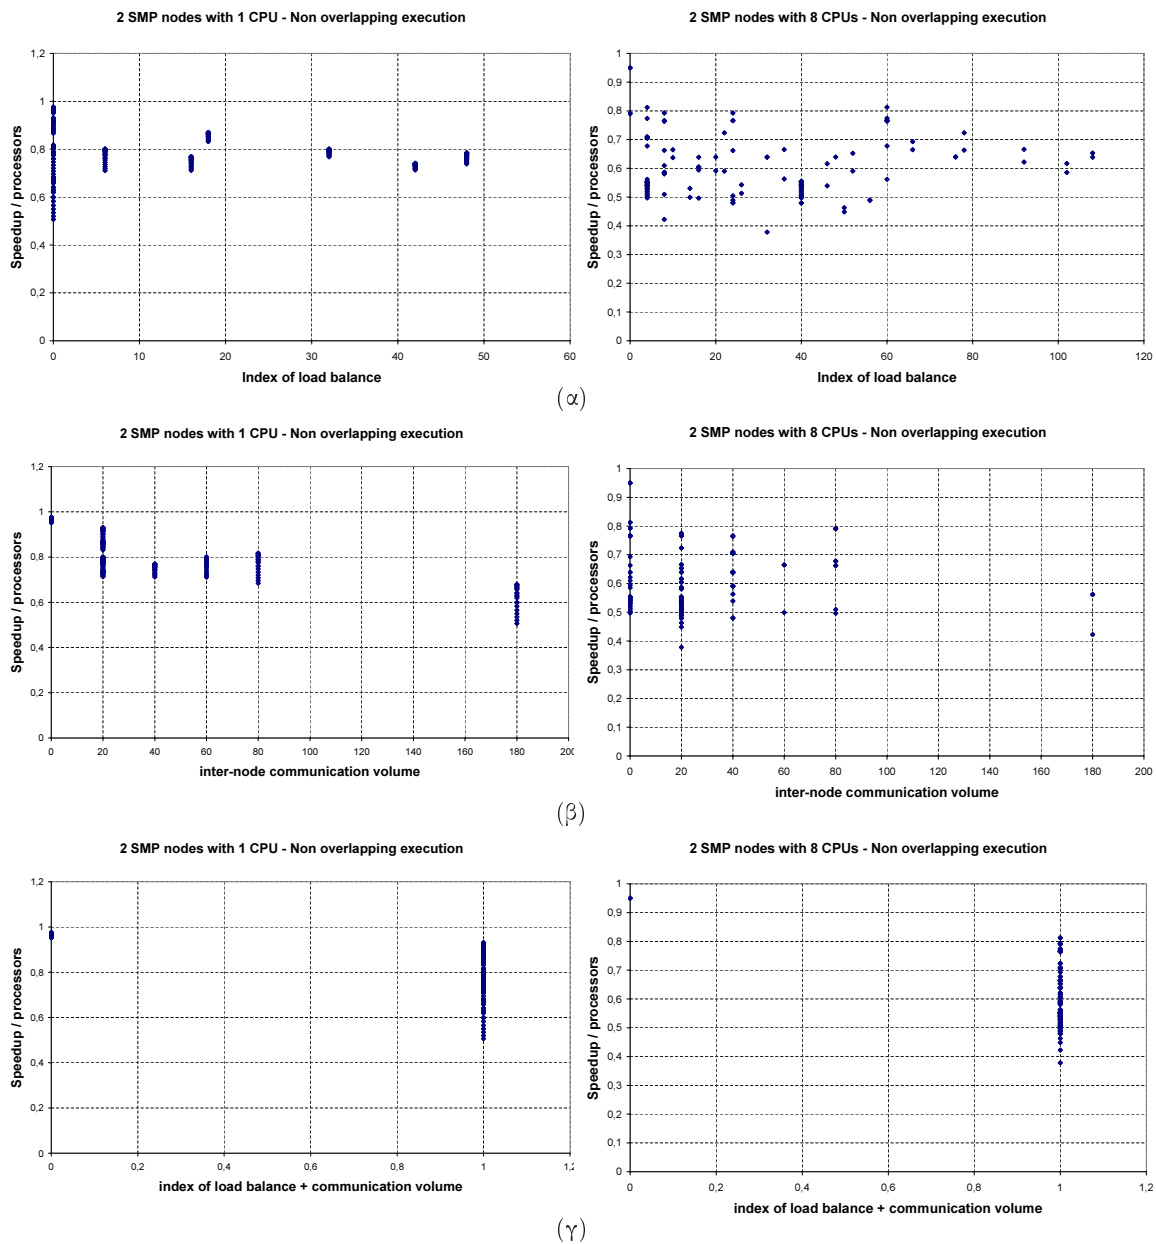 2 SMP nodes with 1 CPU - Non overlapping execution
1,2
1
0,8
0,6
0,4
0,2
0
Speedup / processors
0 10 20 30 40 50 60
Index of load balance
2 SMP nodes with 8 CPUs - Non overlapping execution
1
0,9
0,8
0,7
0,6
0,5
0,4
0,3
0,2
0,1
0
Speedup / processors
0 20 40 60 80 100 120
Index of load balance
(α)
2 SMP nodes with 1 CPU - Non overlapping execution
1,2
1
0,8
0,6
0,4
0,2
0
Speedup / processors
0 20 40 60 80 100 120 140 160 180 200
inter-node communication volume
2 SMP nodes with 8 CPUs - Non overlapping execution
1
0,9
0,8
0,7
0,6
0,5
0,4
0,3
0,2
0,1
0
Speedup / processors
0 20 40 60 80 100 120 140 160 180 200
inter-node communication volume
(β)
2 SMP nodes with 1 CPU - Non overlapping execution
1,2
1
0,8
0,6
0,4
0,2
0
Speedup / processors
0 0,2 0,4 0,6 0,8 1 1,2
index of load balance + communication volume
2 SMP nodes with 8 CPUs - Non overlapping execution
1
0,9
0,8
0,7
0,6
0,5
0,4
0,3
0,2
0,1
0
Speedup / processors
0 0,2 0,4 0,6 0,8 1 1,2
index of load balance + communication volume
(γ)